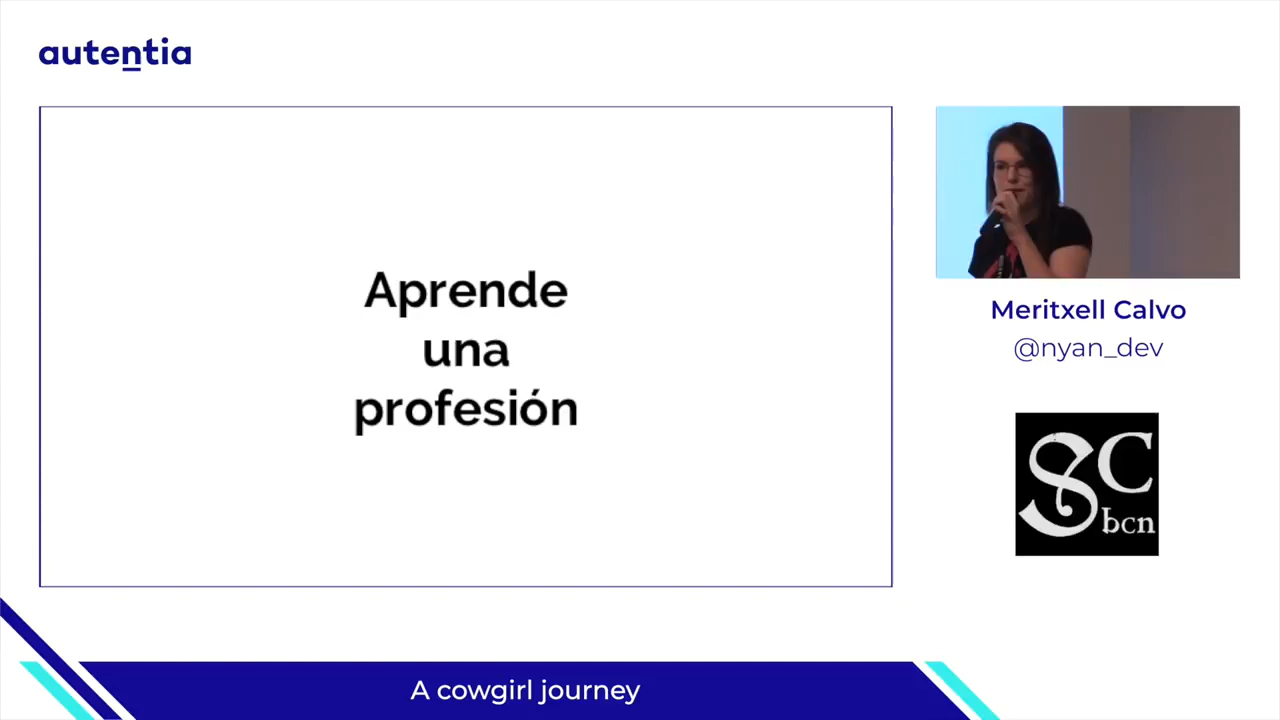 autentia
Aprende
una
profesión
Meritxell Calvo
@nyan_dev
SC
bcn
A cowgirl journey